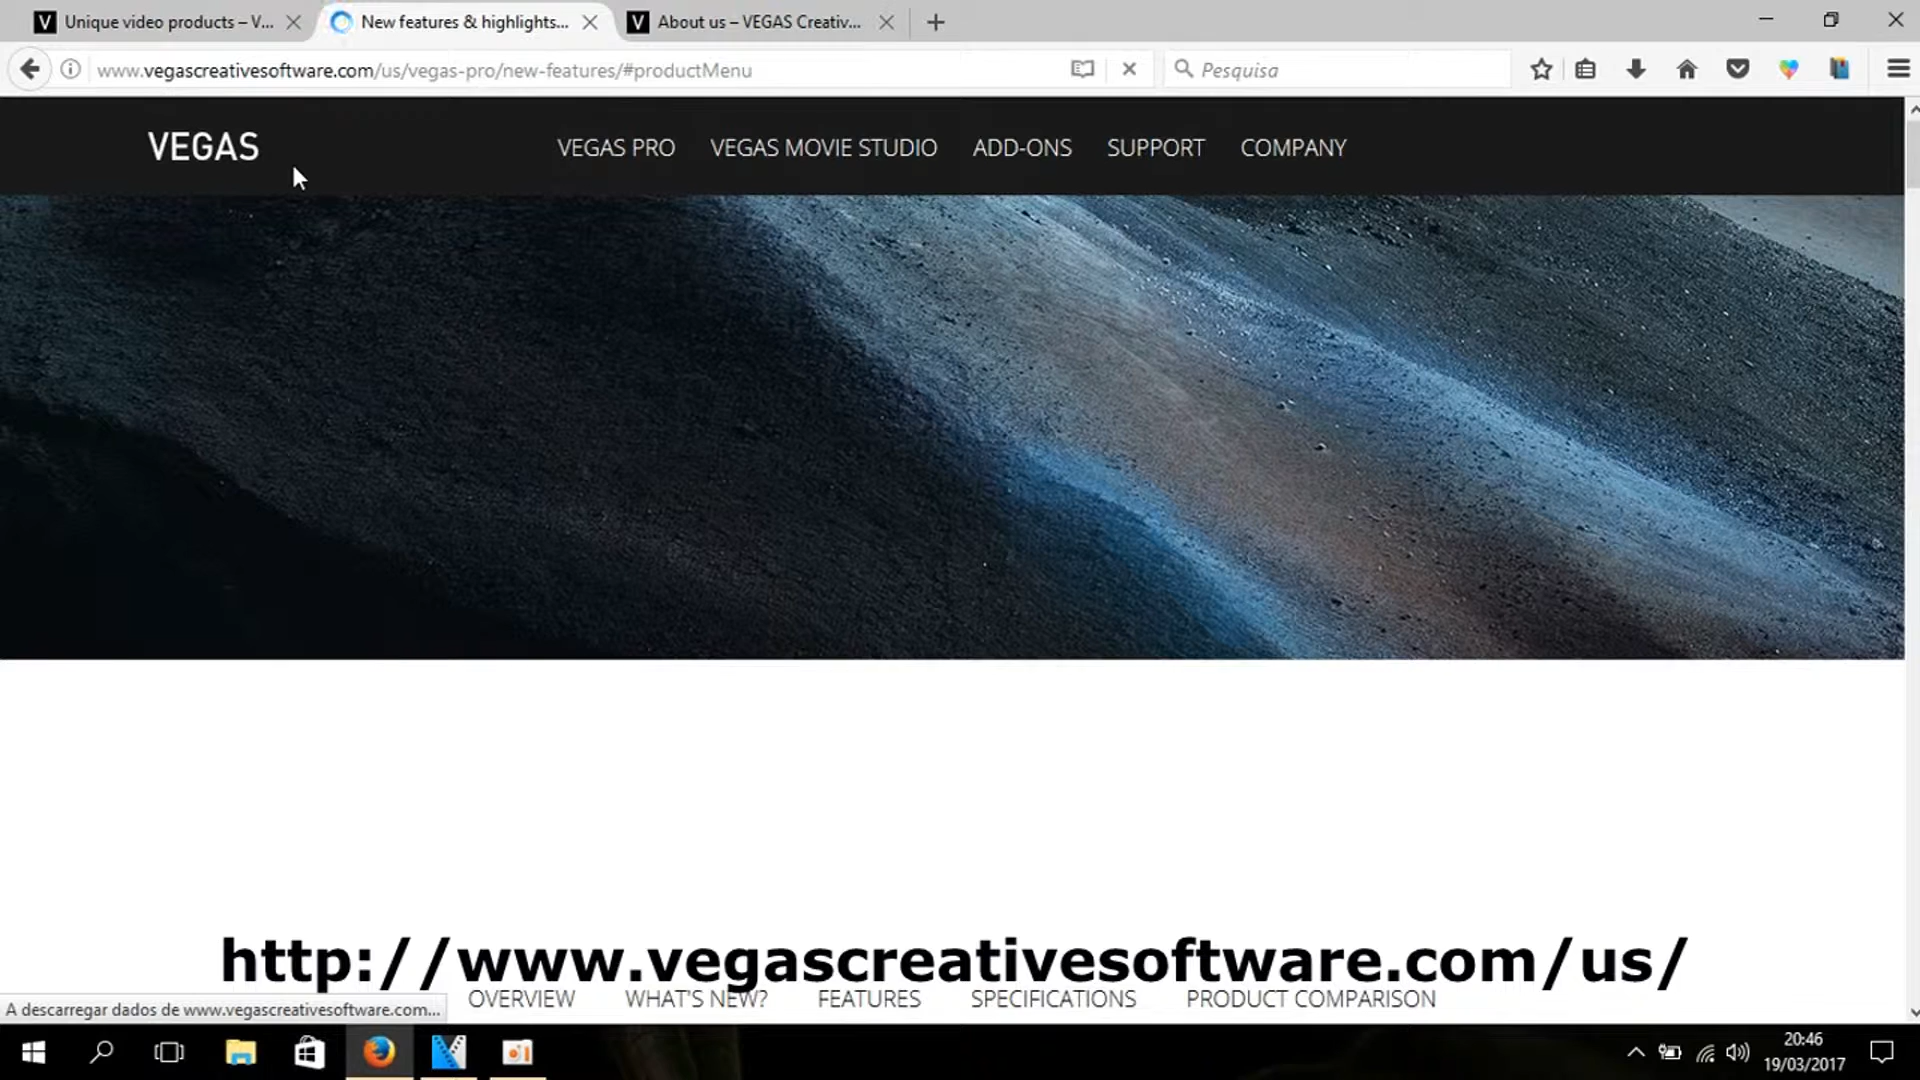 Unique video products – V...
New features & highlights...
About us – VEGAS Creativ...
www.vegascreativesoftware.com/us/vegas-pro/new-features/#productMenu
Pesquisa
VEGAS
VEGAS PRO
VEGAS MOVIE STUDIO
ADD-ONS
SUPPORT
COMPANY
http://www.vegascreativesoftware.com/us/
OVERVIEW
WHAT'S NEW?
FEATURES
SPECIFICATIONS
PRODUCT COMPARISON
A descarregar dados de www.vegascreativesoftware.com...
20:46
19/03/2017